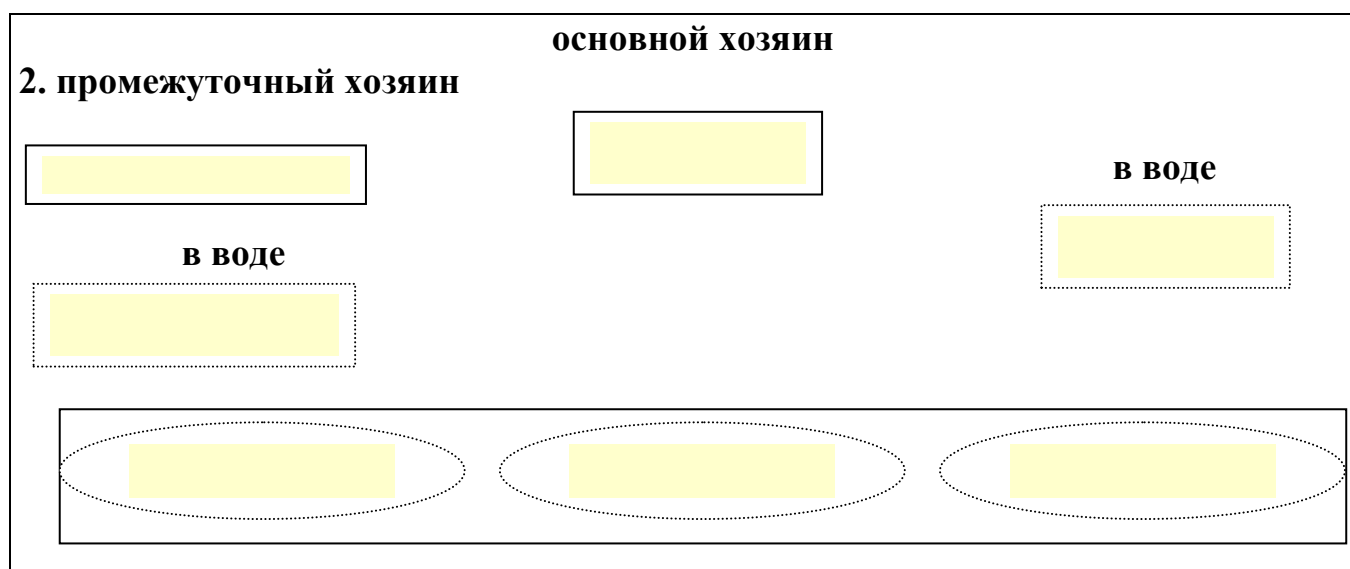 основной хозяин
2. промежуточный хозяин
в воде
в воде